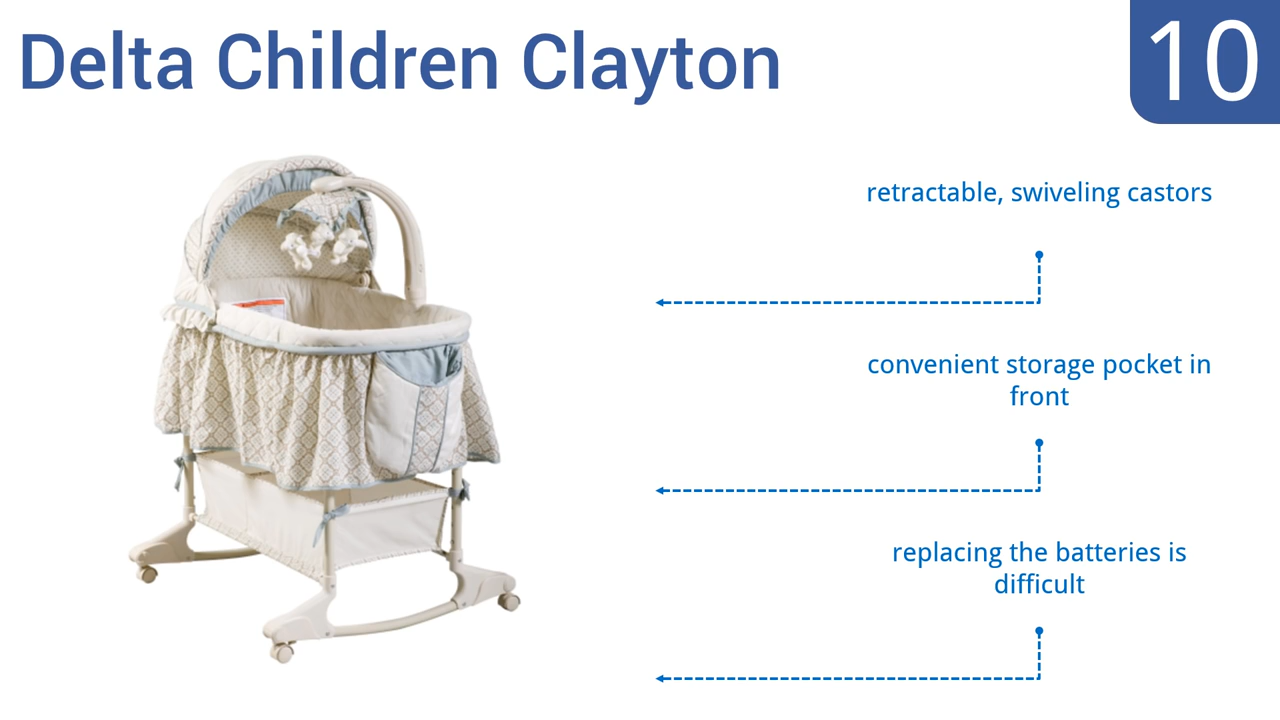 Delta Children Clayton
10
retractable, swiveling castors
convenient storage pocket in
front
replacing the batteries is
difficult